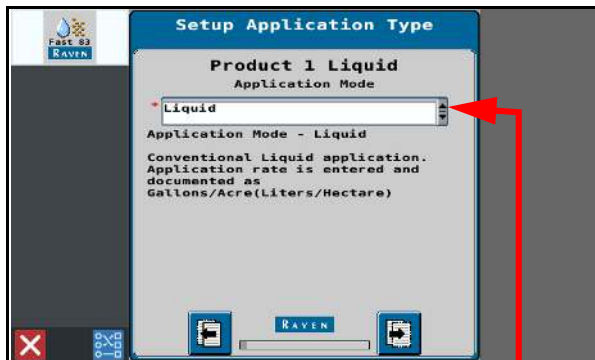 Setup Application Type
Fast 83
RAVEN
Product 1 Liquid
Application Mode
* Liquid
Application Mode - Liquid
Conventional Liquid application.
Application rate is entered and
documented as
Gallons/Acre(Liters/Hectare)
RAVEN